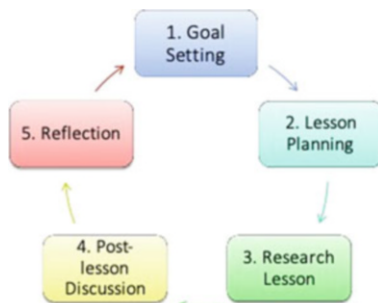 1. Goal
Setting
2. Lesson
Planning
3. Research
Lesson
4. Post-
lesson
Discussion
5. Reflection